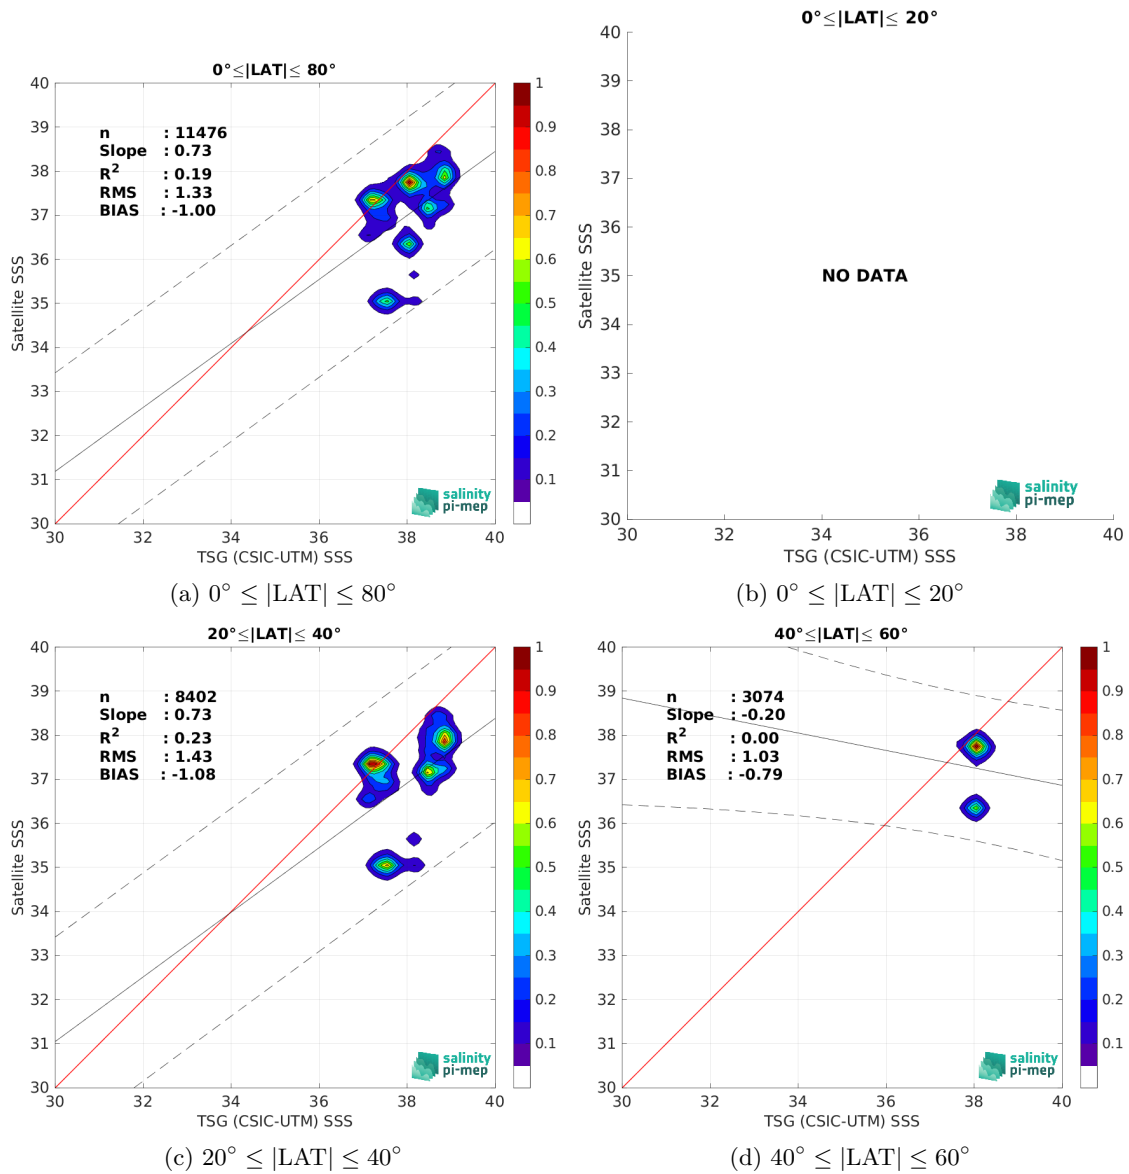 0°≤|LAT|≤ 80°
40
39
38
37
36
35
34
33
32
31
30
Satellite SSS
n : 11476
Slope : 0.73
R² : 0.19
RMS : 1.33
BIAS : -1.00
salinity
pi-mep
1
0.9
0.8
0.7
0.6
0.5
0.4
0.3
0.2
0.1
30 32 34 36 38 40
TSG (CSIC-UTM) SSS
(a) 0° ≤ |LAT| ≤ 80°
0°≤|LAT|≤ 20°
40
39
38
37
36
35
34
33
32
31
30
Satellite SSS
NO DATA
salinity
pi-mep
30 32 34 36 38 40
TSG (CSIC-UTM) SSS
(b) 0° ≤ |LAT| ≤ 20°
20°≤|LAT|≤ 40°
40
39
38
37
36
35
34
33
32
31
30
Satellite SSS
n : 8402
Slope : 0.73
R² : 0.23
RMS : 1.43
BIAS : -1.08
salinity
pi-mep
1
0.9
0.8
0.7
0.6
0.5
0.4
0.3
0.2
0.1
30 32 34 36 38 40
TSG (CSIC-UTM) SSS
(c) 20° ≤ |LAT| ≤ 40°
40°≤|LAT|≤ 60°
40
39
38
37
36
35
34
33
32
31
30
Satellite SSS
n : 3074
Slope : -0.20
R² : 0.00
RMS : 1.03
BIAS : -0.79
salinity
pi-mep
1
0.9
0.8
0.7
0.6
0.5
0.4
0.3
0.2
0.1
30 32 34 36 38 40
TSG (CSIC-UTM) SSS
(d) 40° ≤ |LAT| ≤ 60°